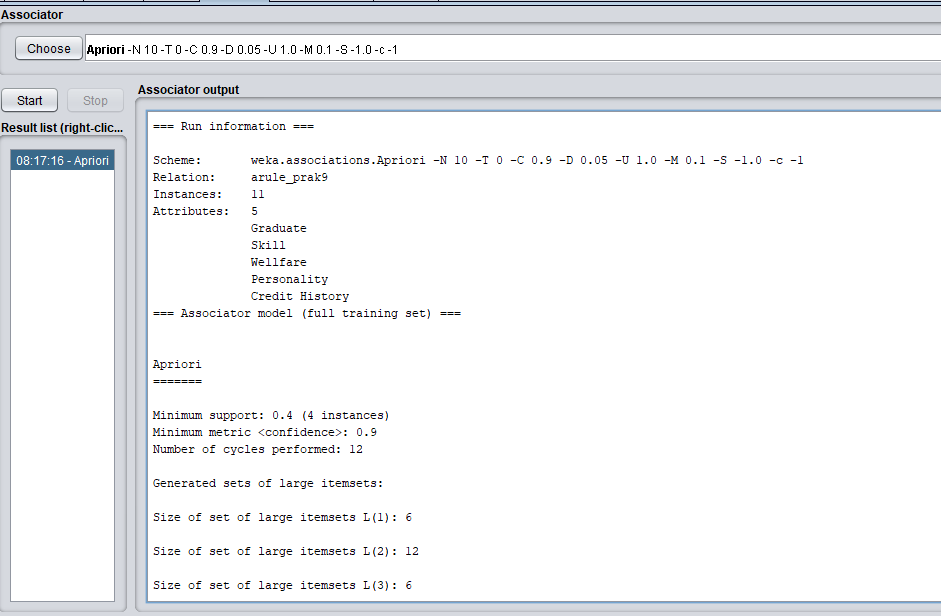 Associator
Choose Apriori -N 10 -T 0 -C 0.9 -D 0.05 -U 1.0 -M 0.1 -S -1.0 -c -1
Start Stop
Result list (right-clic...
08:17:16 - Apriori
Associator output
=== Run information ===
Scheme: weka.associations.Apriori -N 10 -T 0 -C 0.9 -D 0.05 -U 1.0 -M 0.1 -S -1.0 -c -1
Relation: arule_prak9
Instances: 11
Attributes: 5
Graduate
Skill
Wellfare
Personality
Credit History
=== Associator model (full training set) ===
Apriori
=======
Minimum support: 0.4 (4 instances)
Minimum metric <confidence>: 0.9
Number of cycles performed: 12
Generated sets of large itemsets:
Size of set of large itemsets L(1): 6
Size of set of large itemsets L(2): 12
Size of set of large itemsets L(3): 6